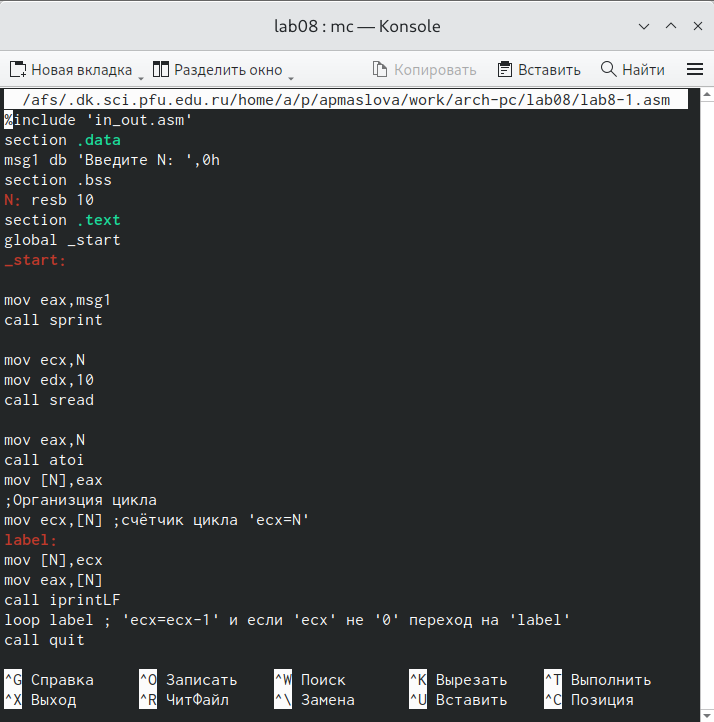 lab08 : mc — Konsole
Новая вкладка Разделить окно Копировать Вставить Найти
/afs/.dk.sci.pfu.edu.ru/home/a/p/apmaslova/work/arch-pc/lab08/lab8-1.asm
%include 'in_out.asm'
section .data
msg1 db 'Введите N: ',0h
section .bss
N: resb 10
section .text
global _start
_start:
mov eax,msg1
call sprint
mov ecx,N
mov edx,10
call sread
mov eax,N
call atoi
mov [N],eax
;Организция цикла
mov ecx,[N] ;счётчик цикла 'ecx=N'
label:
mov [N],ecx
mov eax,[N]
call iprintLF
loop label ; 'ecx=ecx-1' и если 'ecx' не '0' переход на 'label'
call quit
^G Справка ^O Записать ^W Поиск ^K Вырезать ^T Выполнить
^X Выход ^R ЧитФайл ^\ Замена ^U Вставить ^C Позиция